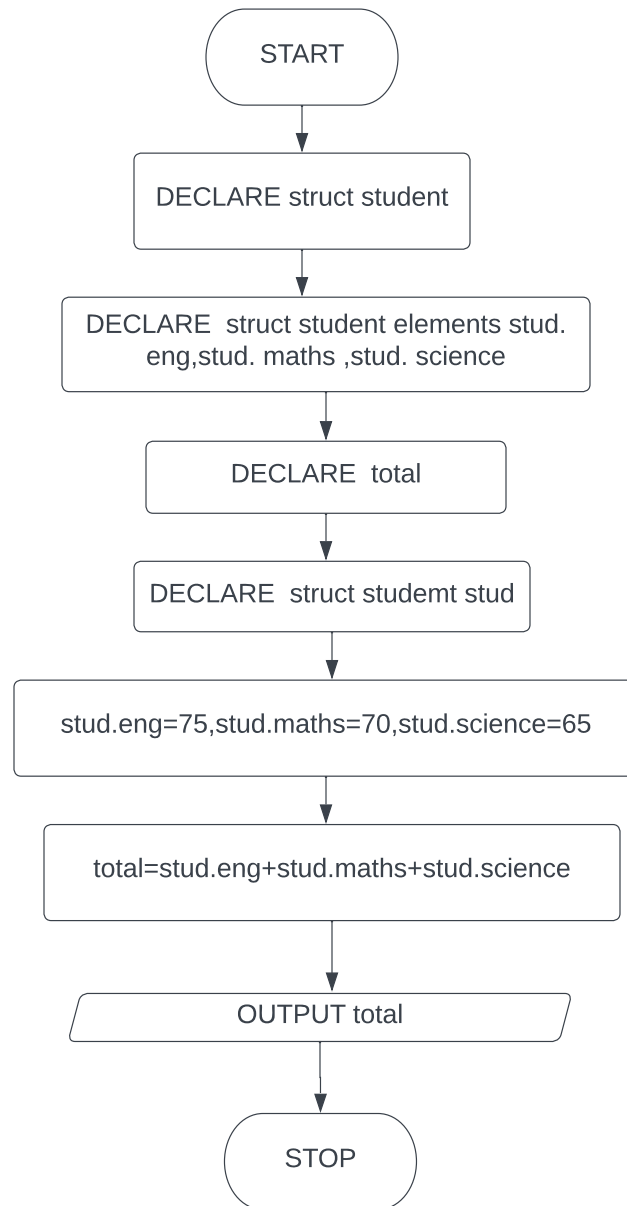 START
DECLARE struct student
DECLARE  struct student elements stud.
eng,stud. maths ,stud. science
DECLARE  total
DECLARE  struct studemt stud
stud.eng=75,stud.maths=70,stud.science=65
total=stud.eng+stud.maths+stud.science
OUTPUT total
STOP